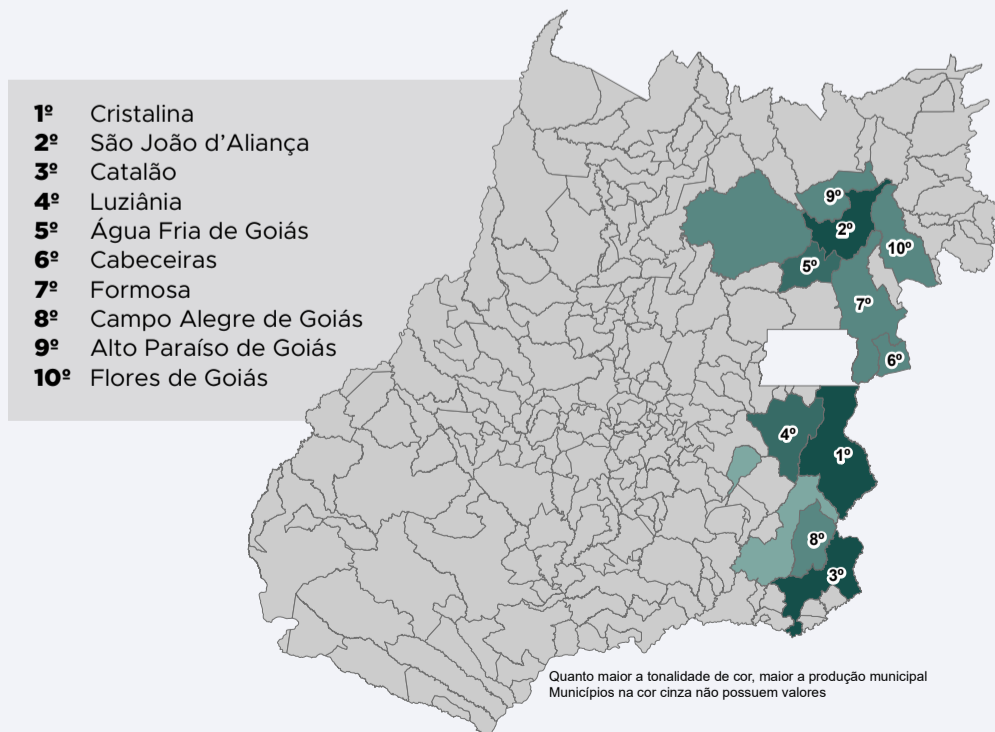 1º Cristalina
2º São João d'Aliança
3º Catalão
4º Luziânia
5º Água Fria de Goiás
6º Cabeceiras
7º Formosa
8º Campo Alegre de Goiás
9º Alto Paraíso de Goiás
10º Flores de Goiás
9º
2º
10º
5º
7º
6º
4º
1º
8º
3º
Quanto maior a tonalidade de cor, maior a produção municipal
Municípios na cor cinza não possuem valores